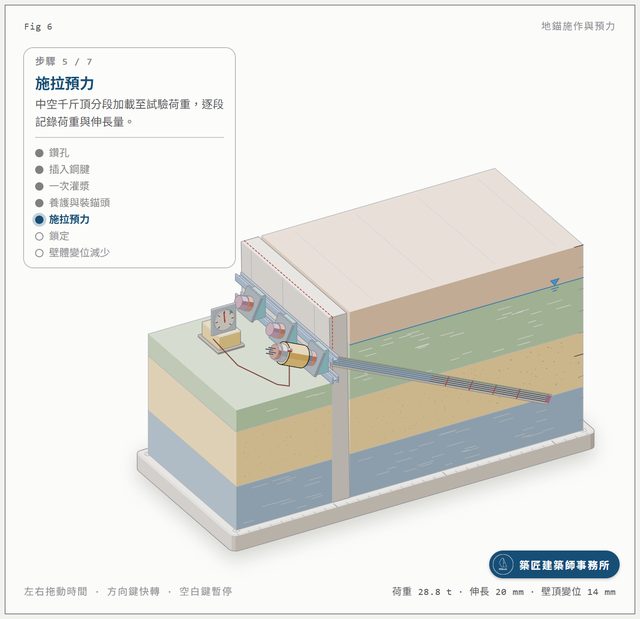 Fig 6
地錨施作與預力
步驟 5 / 7
施拉預力
中空千斤頂分段加載至試驗荷重，逐段
記錄荷重與伸長量。
鑽孔
插入鋼腱
一次灌漿
養護與裝錨頭
施拉預力
鎖定
壁體變位減少
築匠建築師事務所
左右拖動時間 · 方向鍵快轉 · 空白鍵暫停
荷重 28.8 t · 伸長 20 mm · 壁頂變位 14 mm